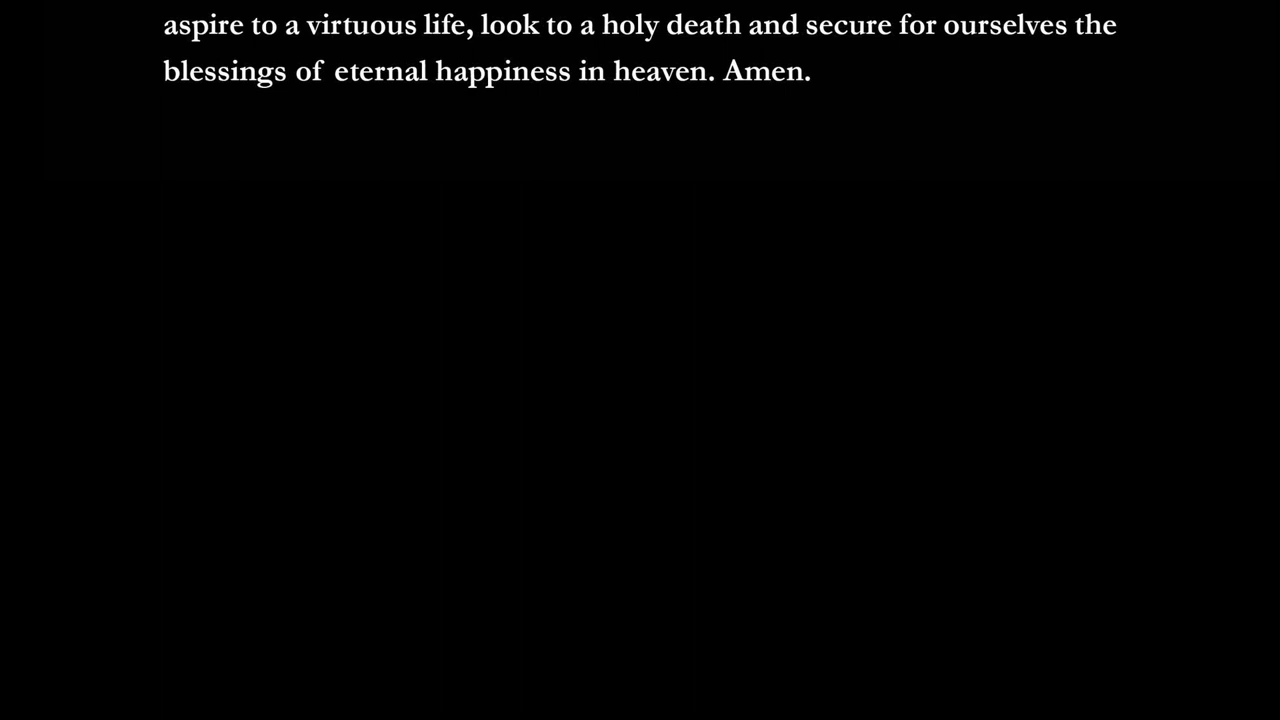 aspire to a virtuous life, look to a holy death and secure for ourselves the
blessings of eternal happiness in heaven. Amen.